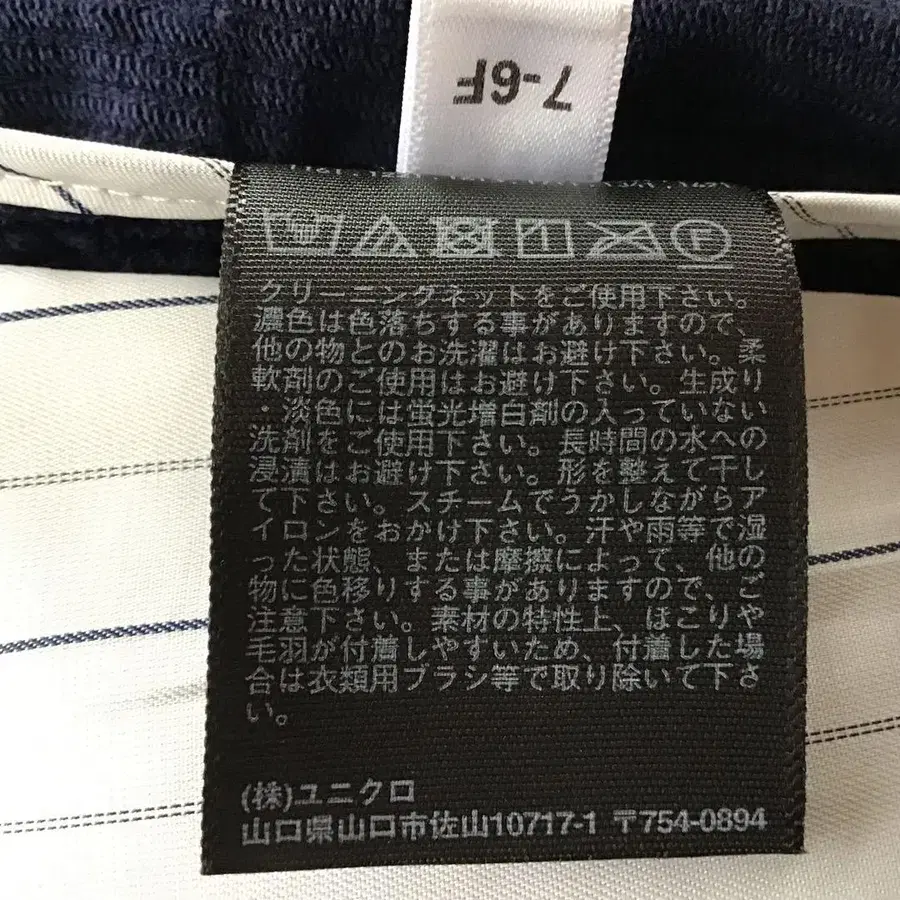 7-6F
クリーニングネットをご使用下さい。
濃色は色落ちする事がありますので、
他の物とのお洗濯はお避け下さい。柔
軟剤のご使用はお避け下さい。生成り
・淡色には蛍光増白剤の入っていない
洗剤をご使用下さい。長時間の水への
浸漬はお避け下さい。形を整えて干し
て下さい。スチームでうかしながらア
イロンをおかけ下さい。汗や雨等で湿
った状態、または摩擦によって、他の
物に色移りする事がありますので、ご
注意下さい。素材の特性上、ほこりや
毛羽が付着しやすいため、付着した場
合は衣類用ブラシ等で取り除いて下さ
い。
(株)ユニクロ
山口県山口市佐山10717-1 〒754-0894